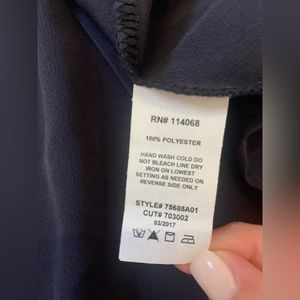 RN# 114068
100% POLYESTER
HAND WASH COLD DO
NOT BLEACH LINE DRY
IRON ON LOWEST
SETTING AS NEEDED ON
REVERSE SIDE ONLY
STYLE# 75685A01
CUT# 703002
03/2017